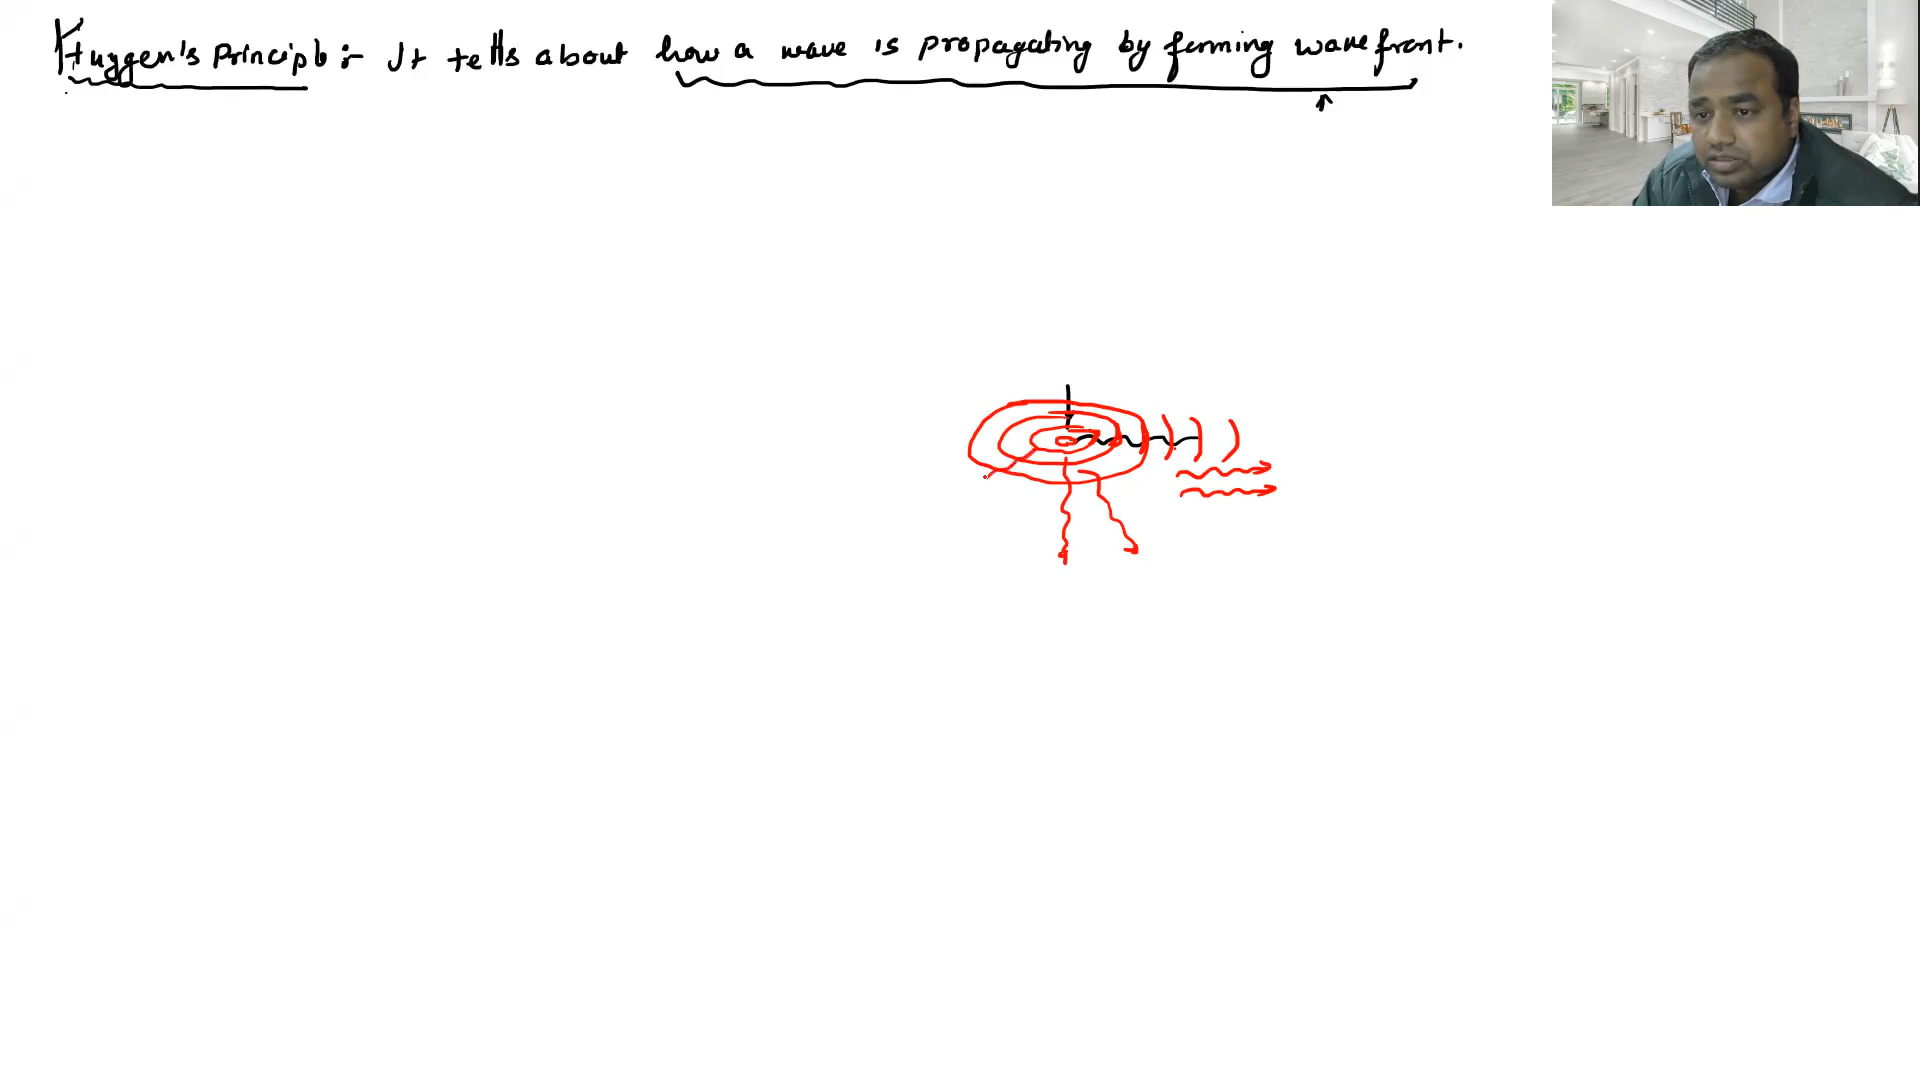 Huygen's Principle :- It tells about how a wave is propagating by forming wavefront.